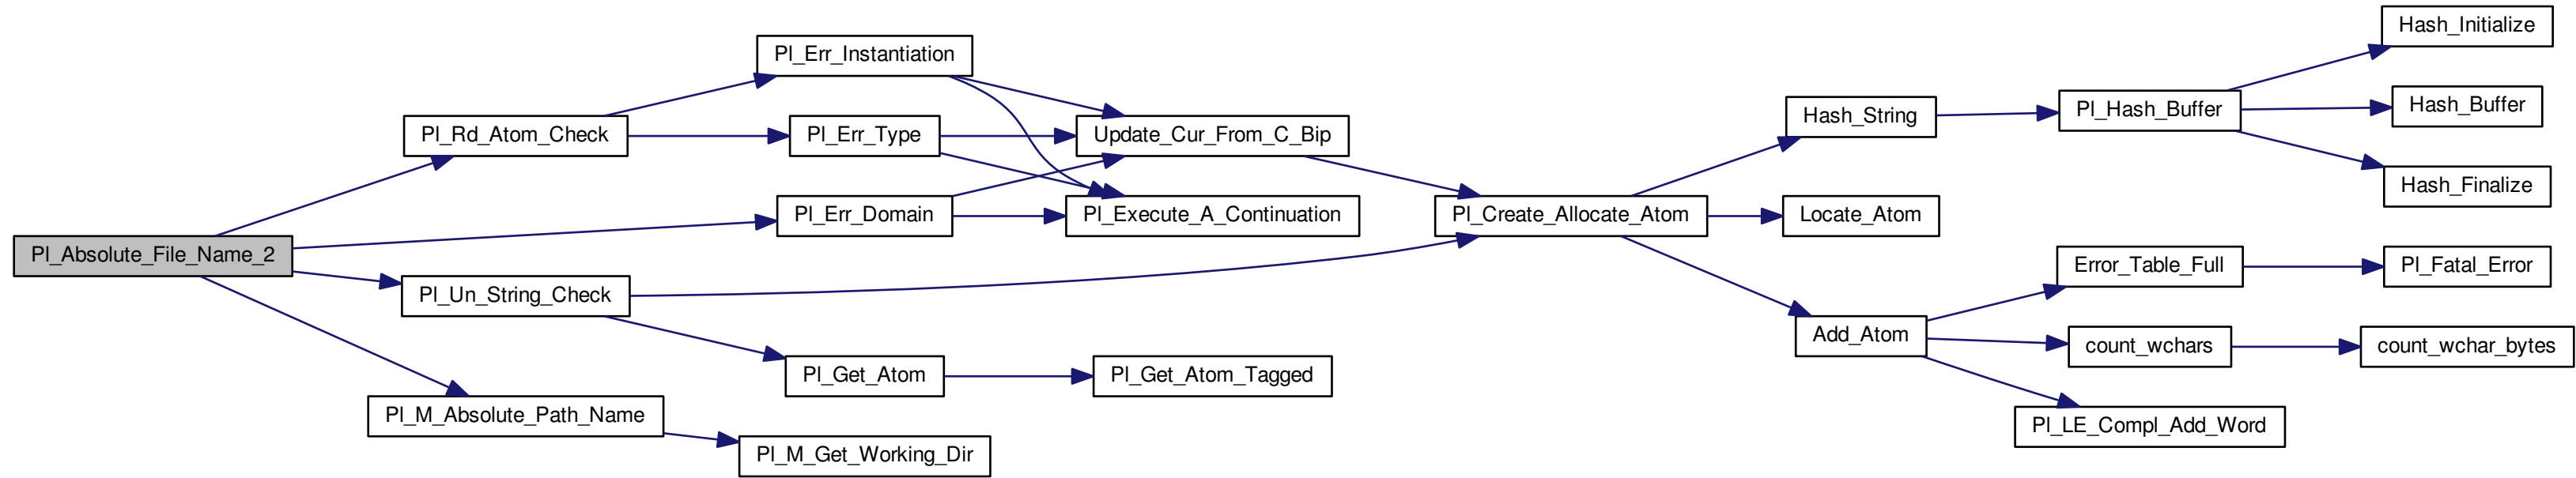 Pl_Absolute_File_Name_2
Pl_Rd_Atom_Check
Pl_Err_Instantiation
Pl_Err_Type
Pl_Err_Domain
Pl_Un_String_Check
Pl_Get_Atom
Pl_M_Absolute_Path_Name
Pl_M_Get_Working_Dir
Update_Cur_From_C_Bip
Pl_Execute_A_Continuation
Pl_Get_Atom_Tagged
Pl_Create_Allocate_Atom
Hash_String
Locate_Atom
Add_Atom
Pl_Hash_Buffer
Error_Table_Full
count_wchars
Pl_LE_Compl_Add_Word
Hash_Initialize
Hash_Buffer
Hash_Finalize
Pl_Fatal_Error
count_wchar_bytes